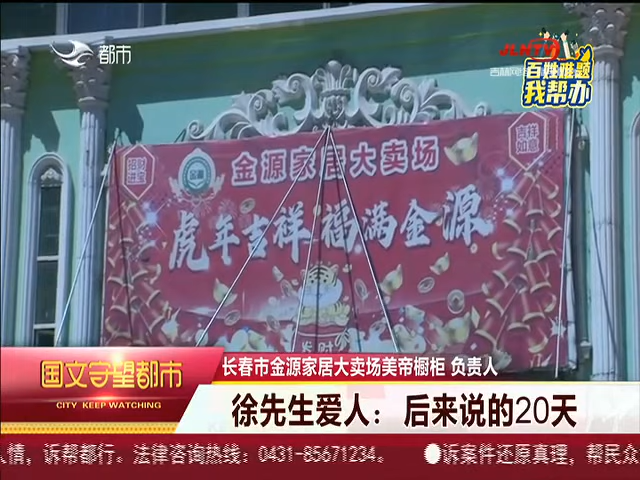 都市
JLNTV
百姓难题
我帮办
招财
进宝
吉祥
如意
金源家居大卖场
虎年吉祥 福满金源
发财
国文守望都市
CITY KEEP WATCHING
长春市金源家居大卖场美帝橱柜 负责人
徐先生爱人：后来说的20天
人情，诉帮都行。法律咨询热线：0431-85671234。 ●诉案件还原真理，帮民众